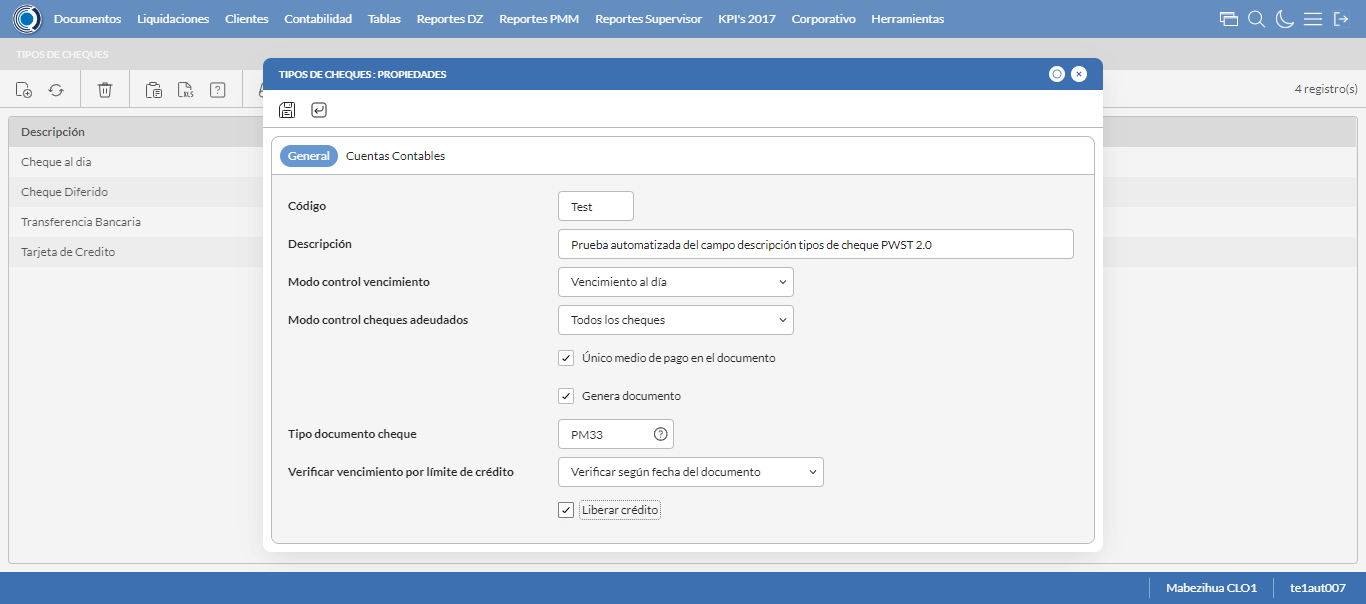 Documentos Liquidaciones Clientes Contabilidad Tablas Reportes DZ Reportes PMM Reportes Supervisor KPI's 2017 Corporativo Herramientas
TIPOS DE CHEQUES
TIPOS DE CHEQUES : PROPIEDADES
XLS ?
4 registro(s)
Descripción
Cheque al dia
Cheque Diferido
Transferencia Bancaria
Tarjeta de Credito
General Cuentas Contables
Código Test
Descripción Prueba automatizada del campo descripción tipos de cheque PWST 2.0
Modo control vencimiento Vencimiento al día
Modo control cheques adeudados Todos los cheques
Único medio de pago en el documento
Genera documento
Tipo documento cheque PM33 ?
Verificar vencimiento por límite de crédito Verificar según fecha del documento
Liberar crédito
Mabezihua CLO1 te1aut007